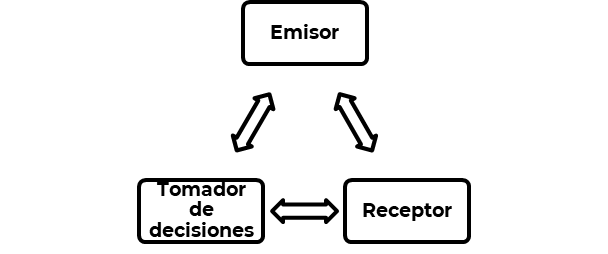 Emisor
Tomador
de
decisiones
Receptor